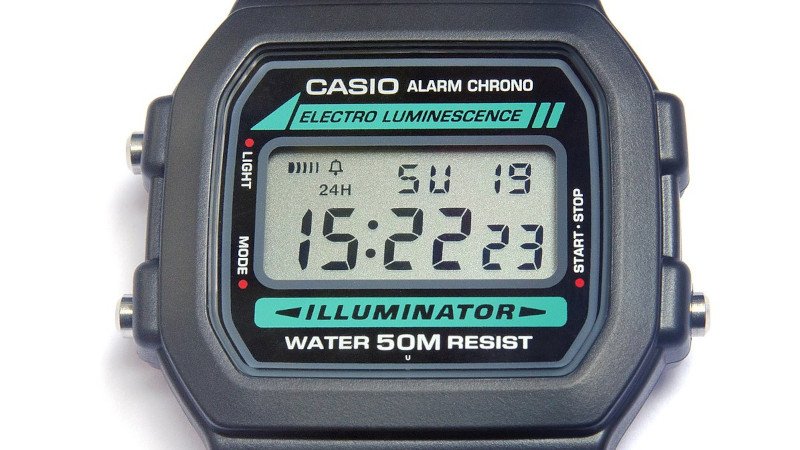 CASIO ALARM CHRONO
ELECTRO LUMINESCENCE
LIGHT
24H
SU 19
15:22 23
MODE
START·STOP
ILLUMINATOR
WATER 50M RESIST
U